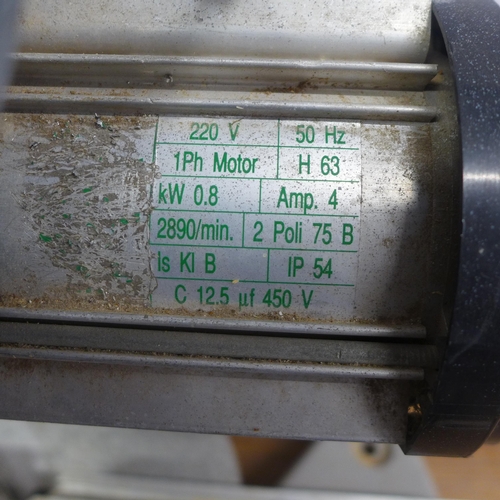 220 V 50 Hz
1Ph Motor H 63
kW 0.8 Amp. 4
2890/min. 2 Poli 75 B
Is Kl B IP 54
C 12.5 µf 450 V